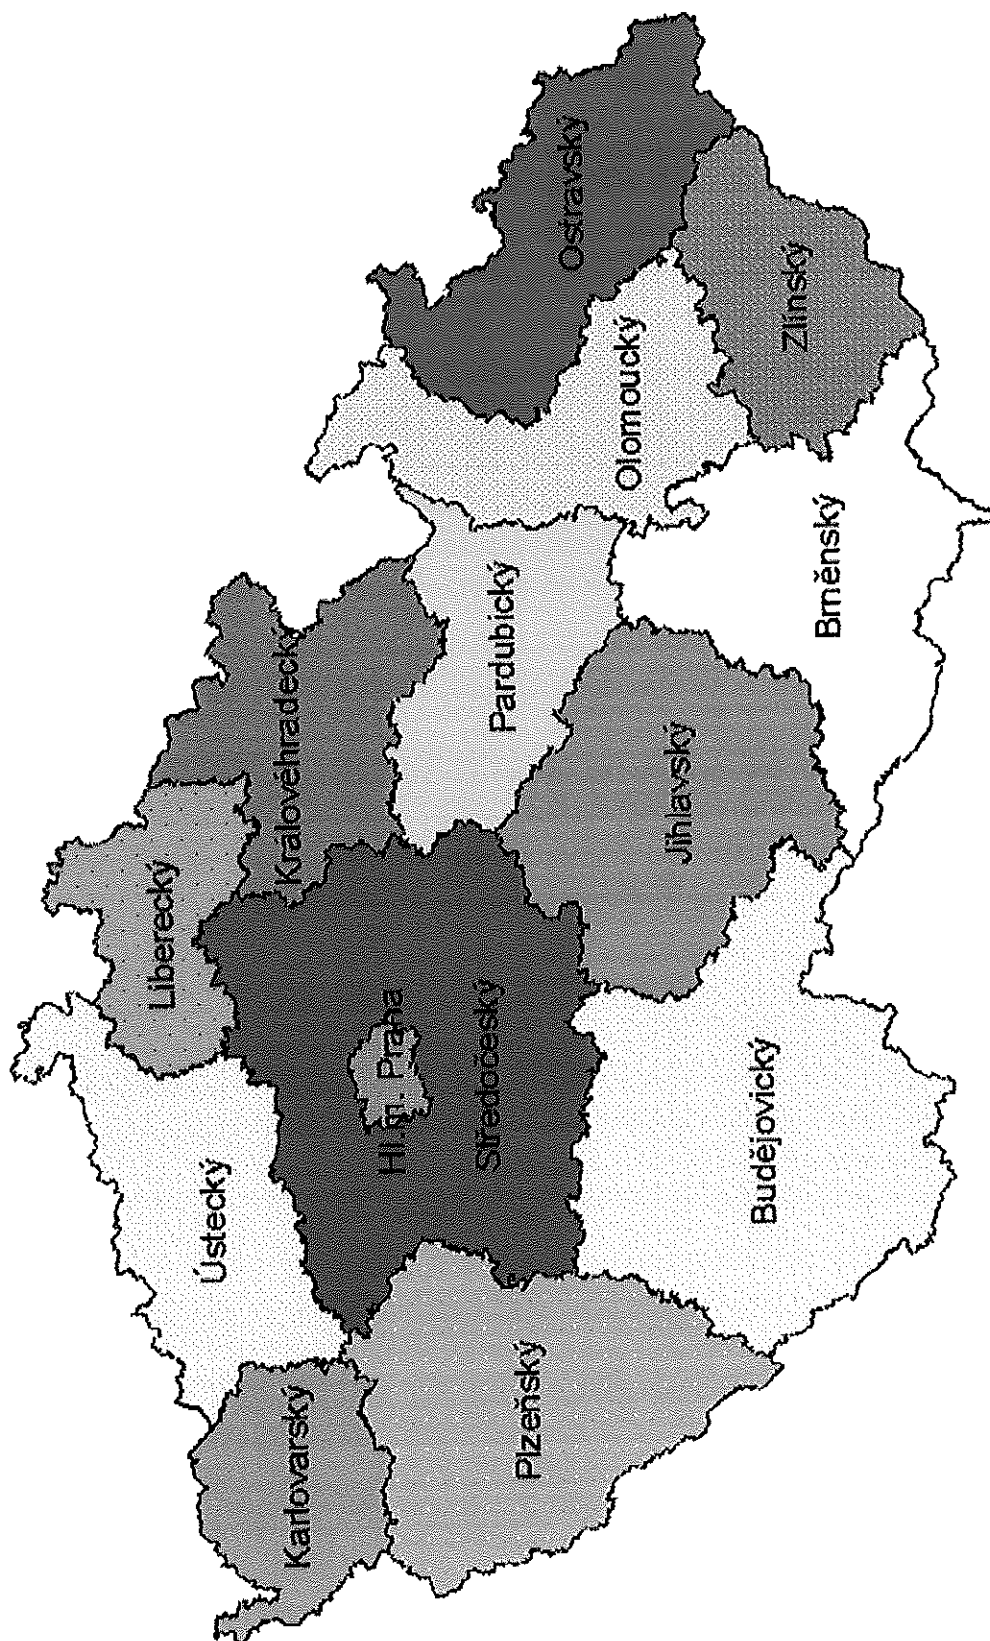 Karlovarský
Ústecký
Liberecký
Královéhradecký
Hl.m. Praha
Středočeský
Plzeňský
Budějovický
Pardubický
Jihlavský
Olomoucký
Brněnský
Ostravský
Zlínský